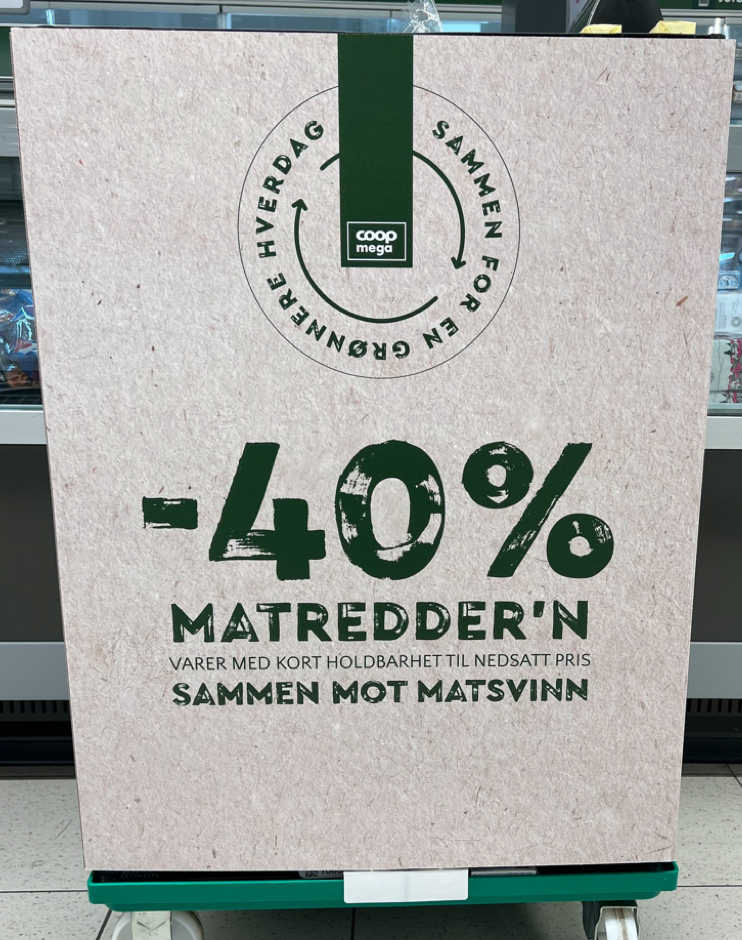 SAMMEN FOR EN GRØNNERE HVERDAG
coop
mega
-40%
MATREDDER'N
VARER MED KORT HOLDBARHET TIL NEDSATT PRIS
SAMMEN MOT MATSVINN